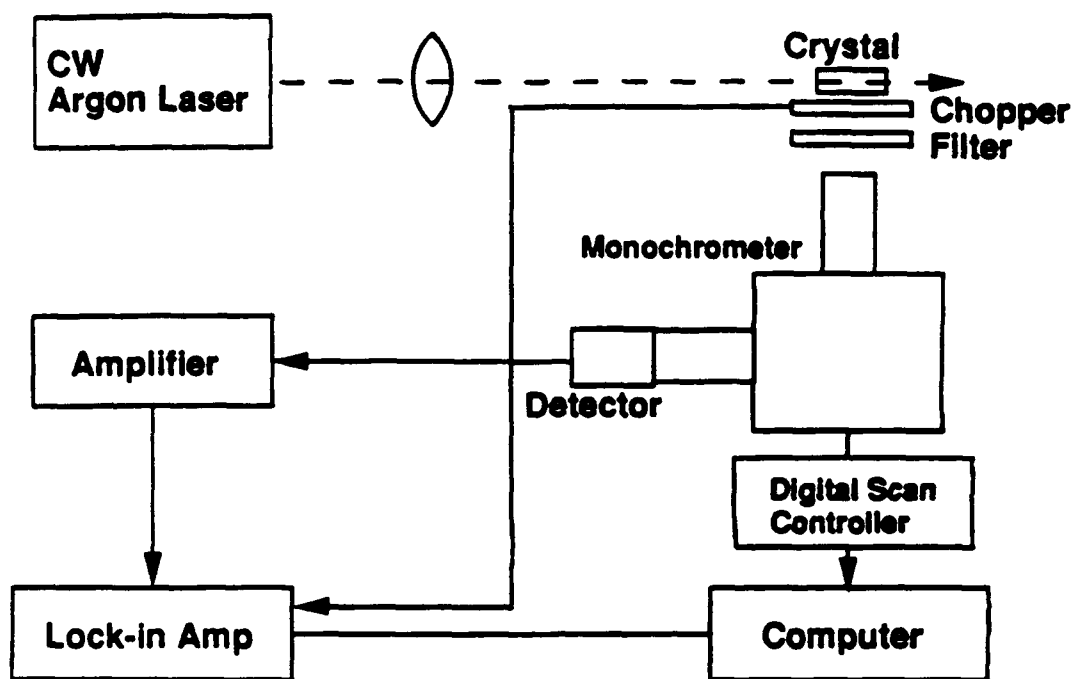 CW
Argon Laser
Crystal
Chopper
Filter
Monochrometer
Amplifier
Detector
Digital Scan
Controller
Lock-in Amp
Computer